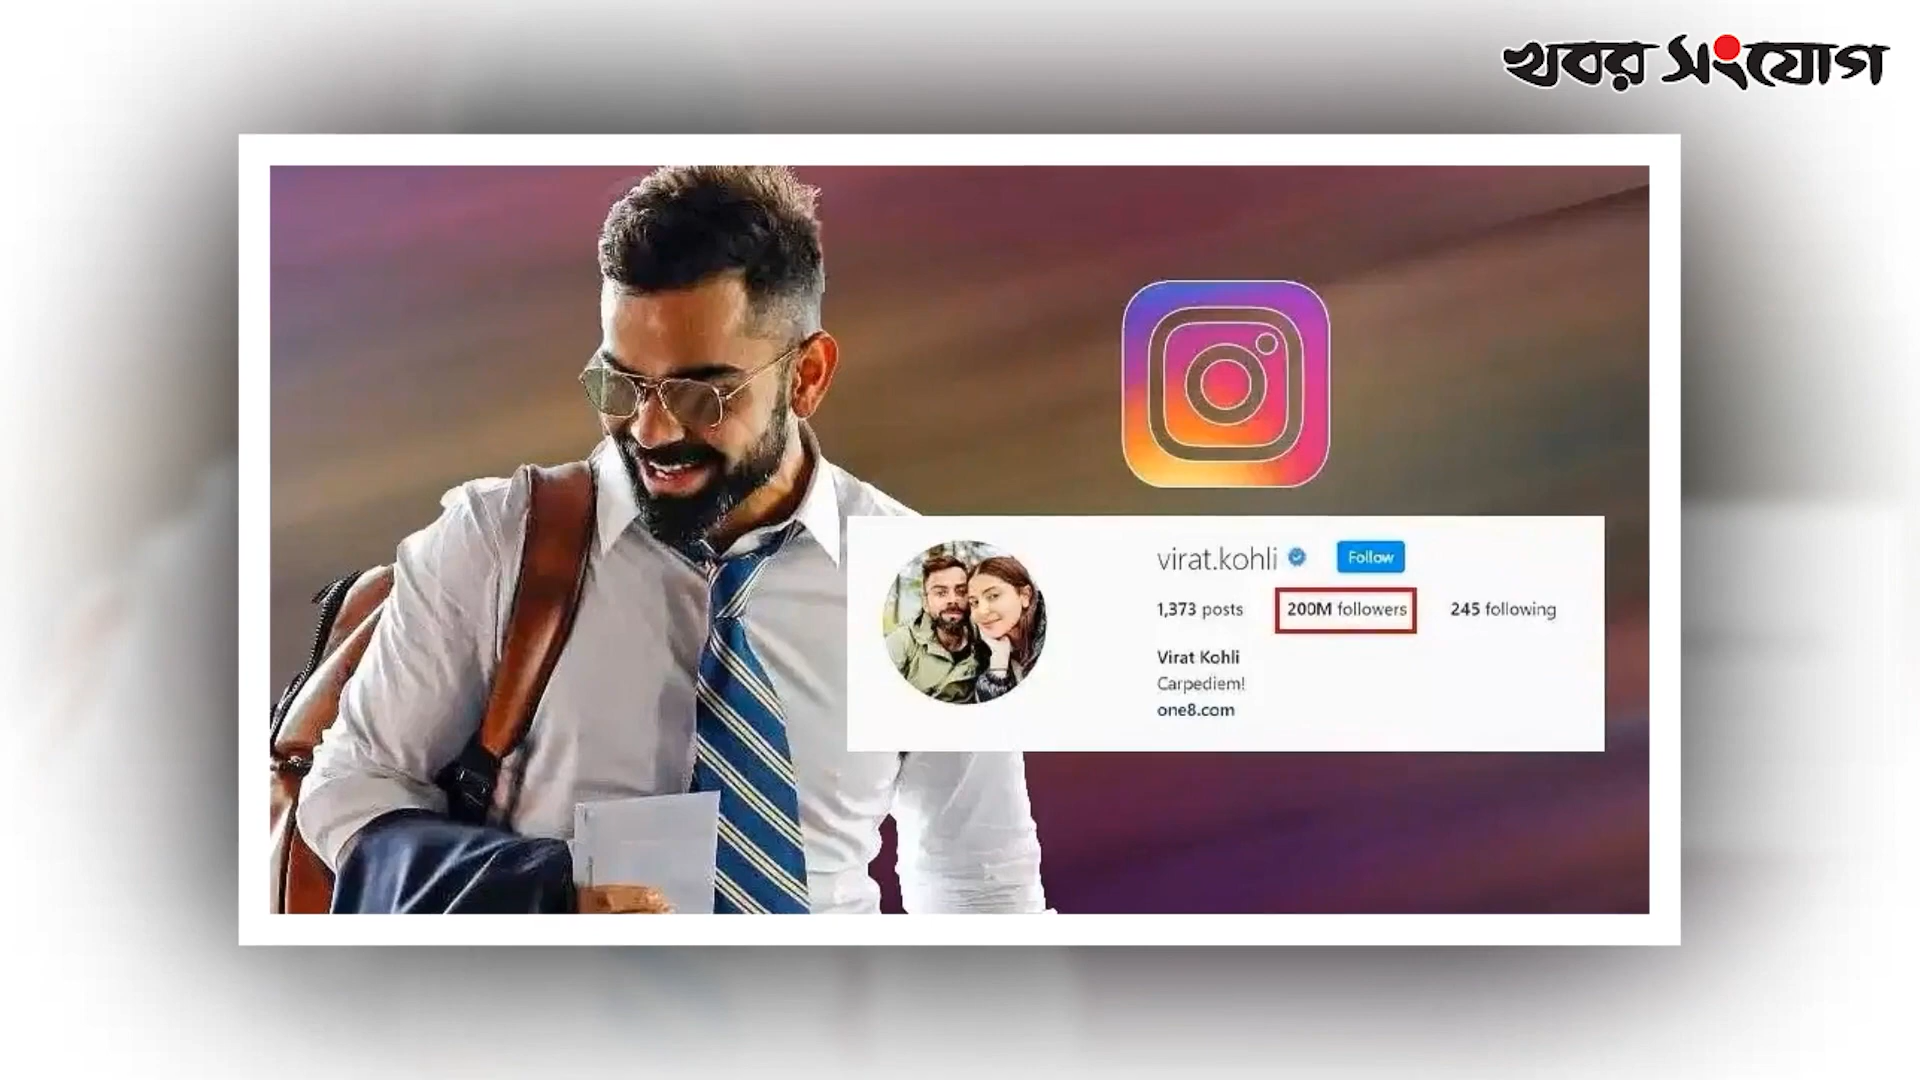 খবর সংযোগ
virat.kohli Follow
1,373 posts 200M followers 245 following
Virat Kohli
Carpediem!
one8.com